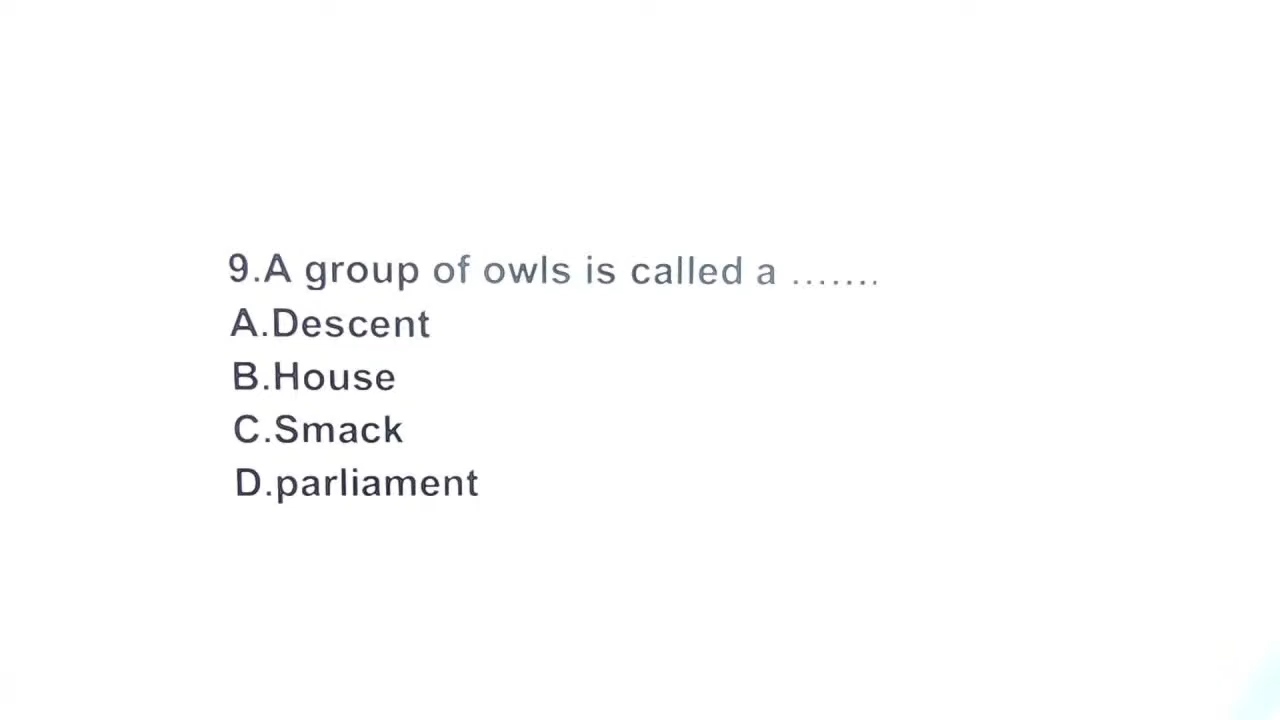 9.A group of owls is called a .......
A.Descent
B.House
C.Smack
D.parliament